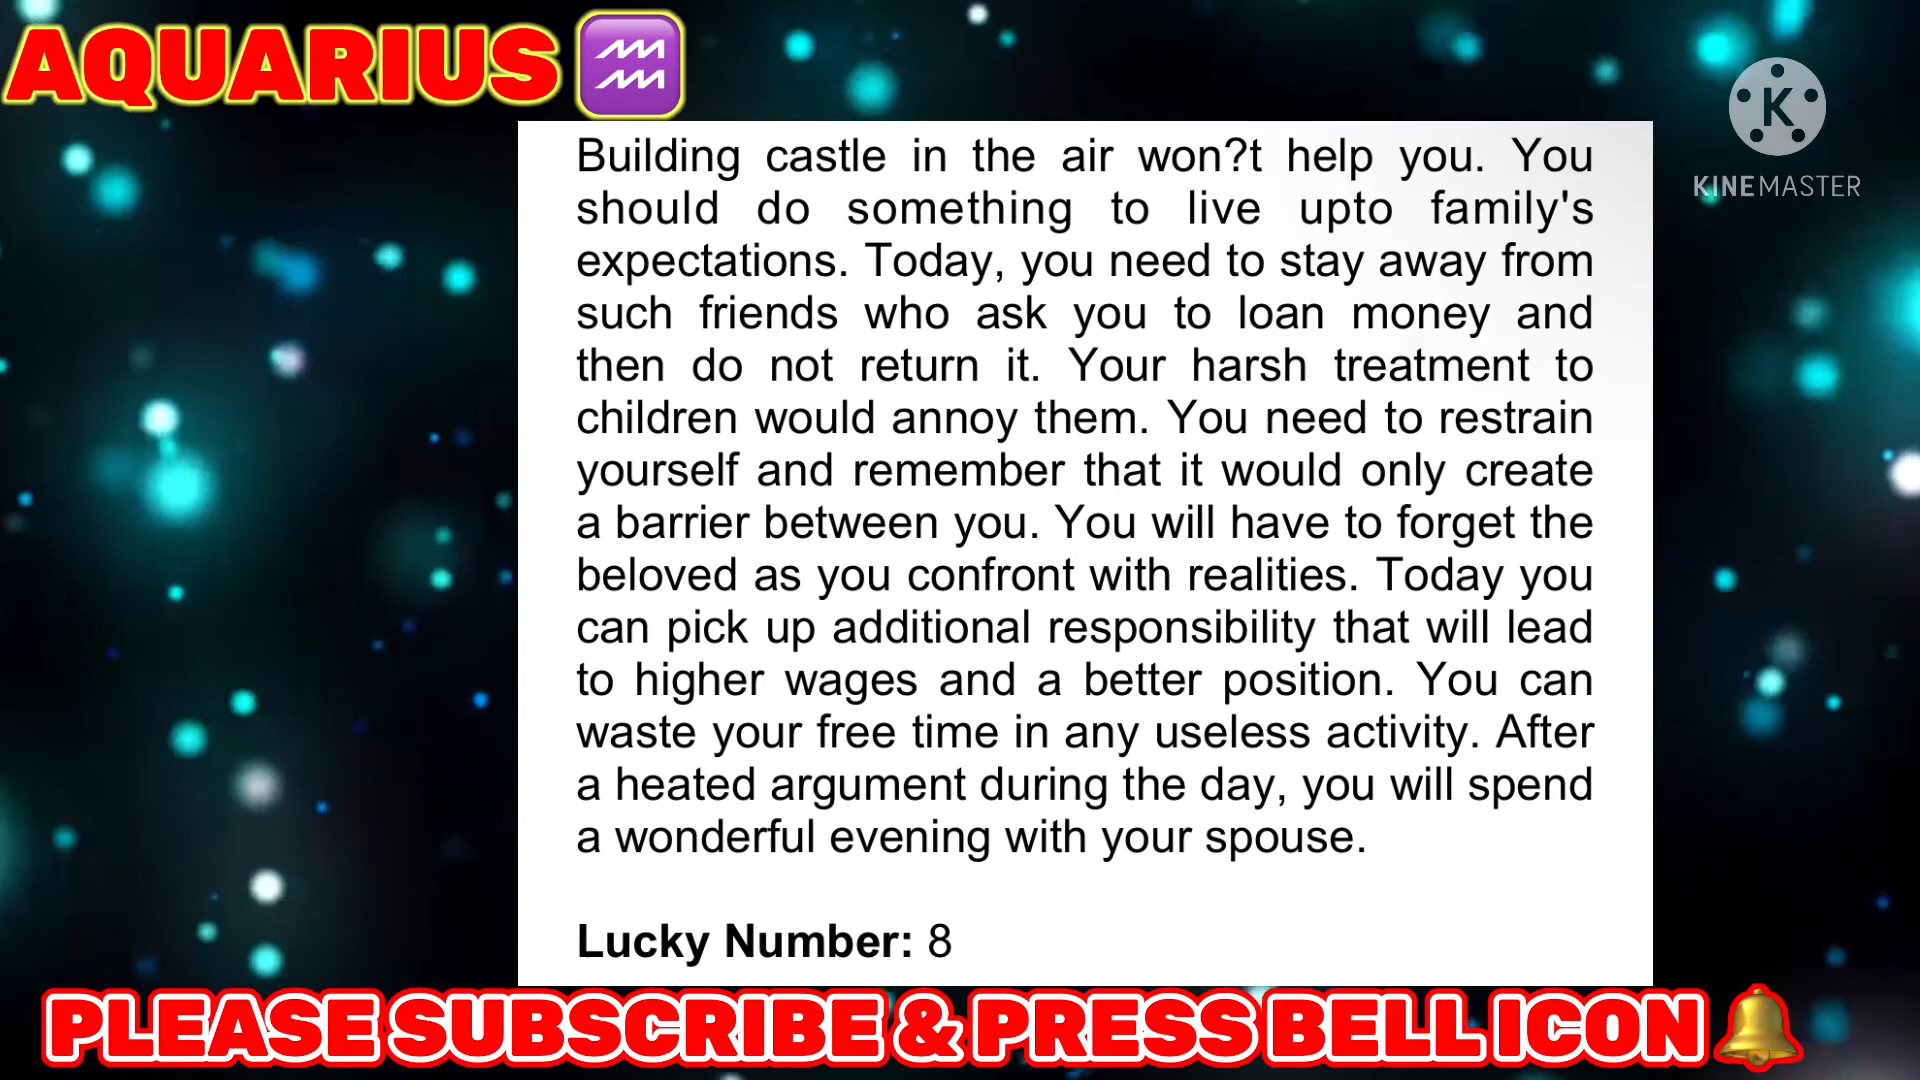 AQUARIUS ♒
K
KINEMASTER
Building castle in the air won?t help you. You
should do something to live upto family's
expectations. Today, you need to stay away from
such friends who ask you to loan money and
then do not return it. Your harsh treatment to
children would annoy them. You need to restrain
yourself and remember that it would only create
a barrier between you. You will have to forget the
beloved as you confront with realities. Today you
can pick up additional responsibility that will lead
to higher wages and a better position. You can
waste your free time in any useless activity. After
a heated argument during the day, you will spend
a wonderful evening with your spouse.
Lucky Number: 8
PLEASE SUBSCRIBE & PRESS BELL ICON 🔔